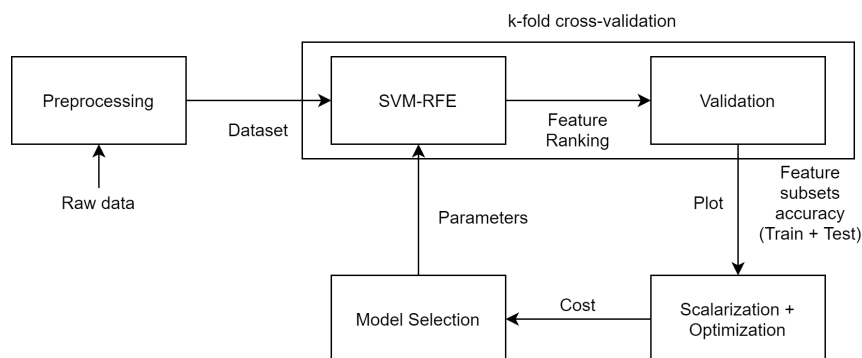 k-fold cross-validation
Preprocessing
SVM-RFE
Validation
Dataset
Feature
Ranking
Raw data
Parameters
Plot
Feature
subsets
accuracy
(Train + Test)
Model Selection
Cost
Scalarization +
Optimization